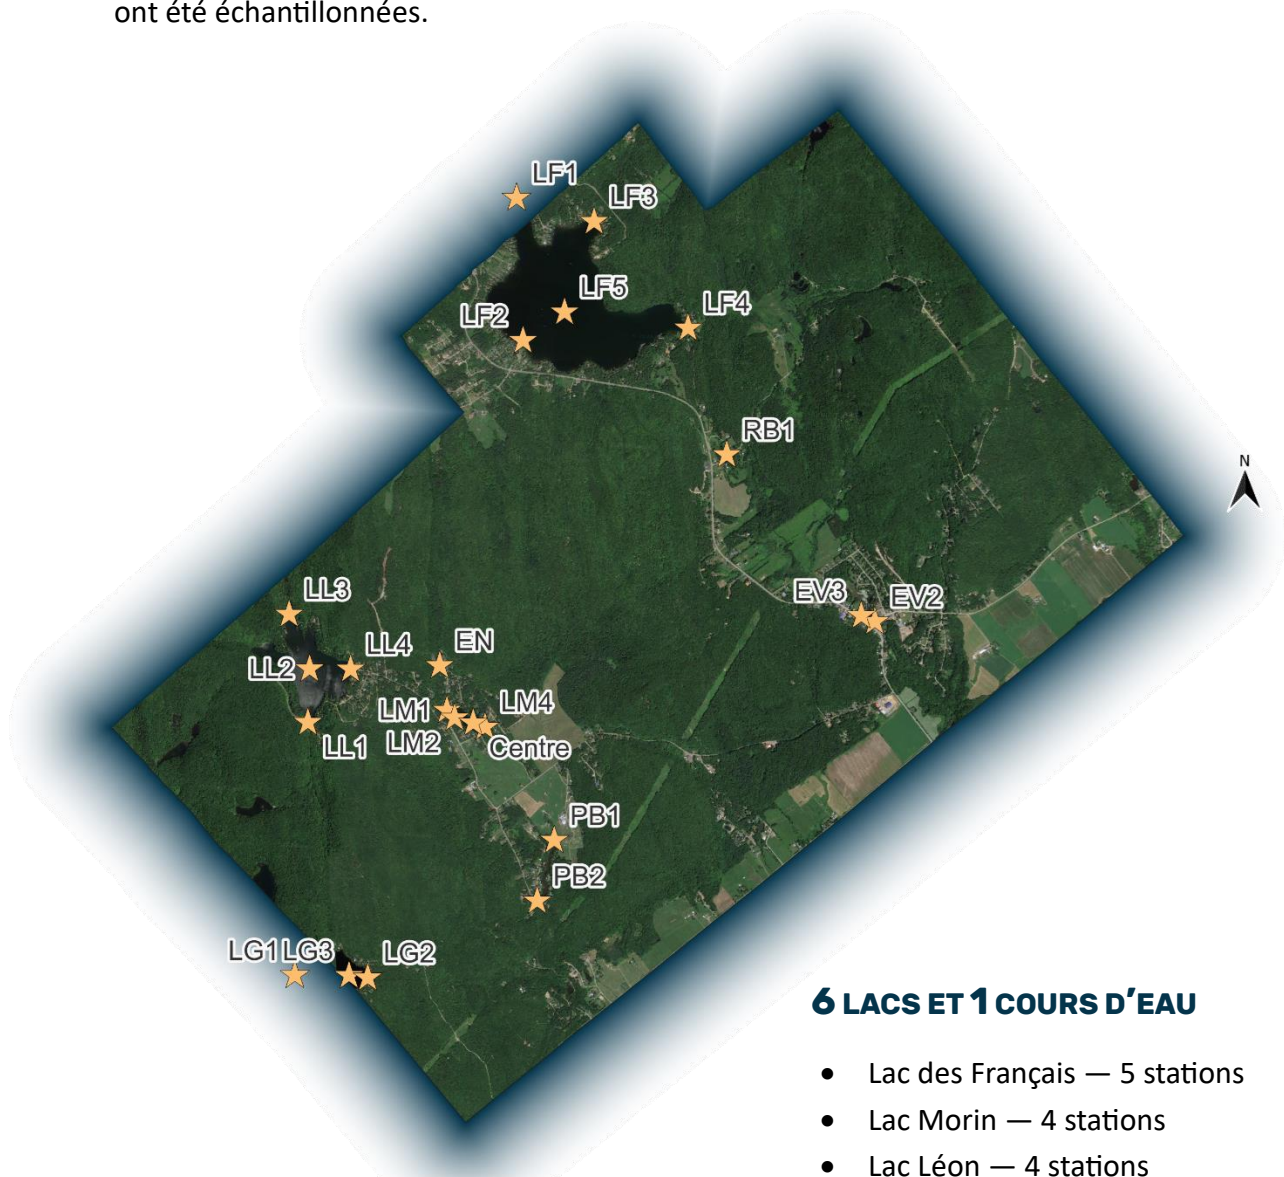 ont été échantillonnées.
LF1
LF3
LF5
LF2
LF4
RB1
N
EV3
EV2
LL3
LL2
LL4
EN
LM1
LM4
LM2
Centre
LL1
PB1
PB2
LG1 LG3
LG2
6 LACS ET 1 COURS D'EAU
• Lac des Français — 5 stations
• Lac Morin — 4 stations
• Lac Léon — 4 stations